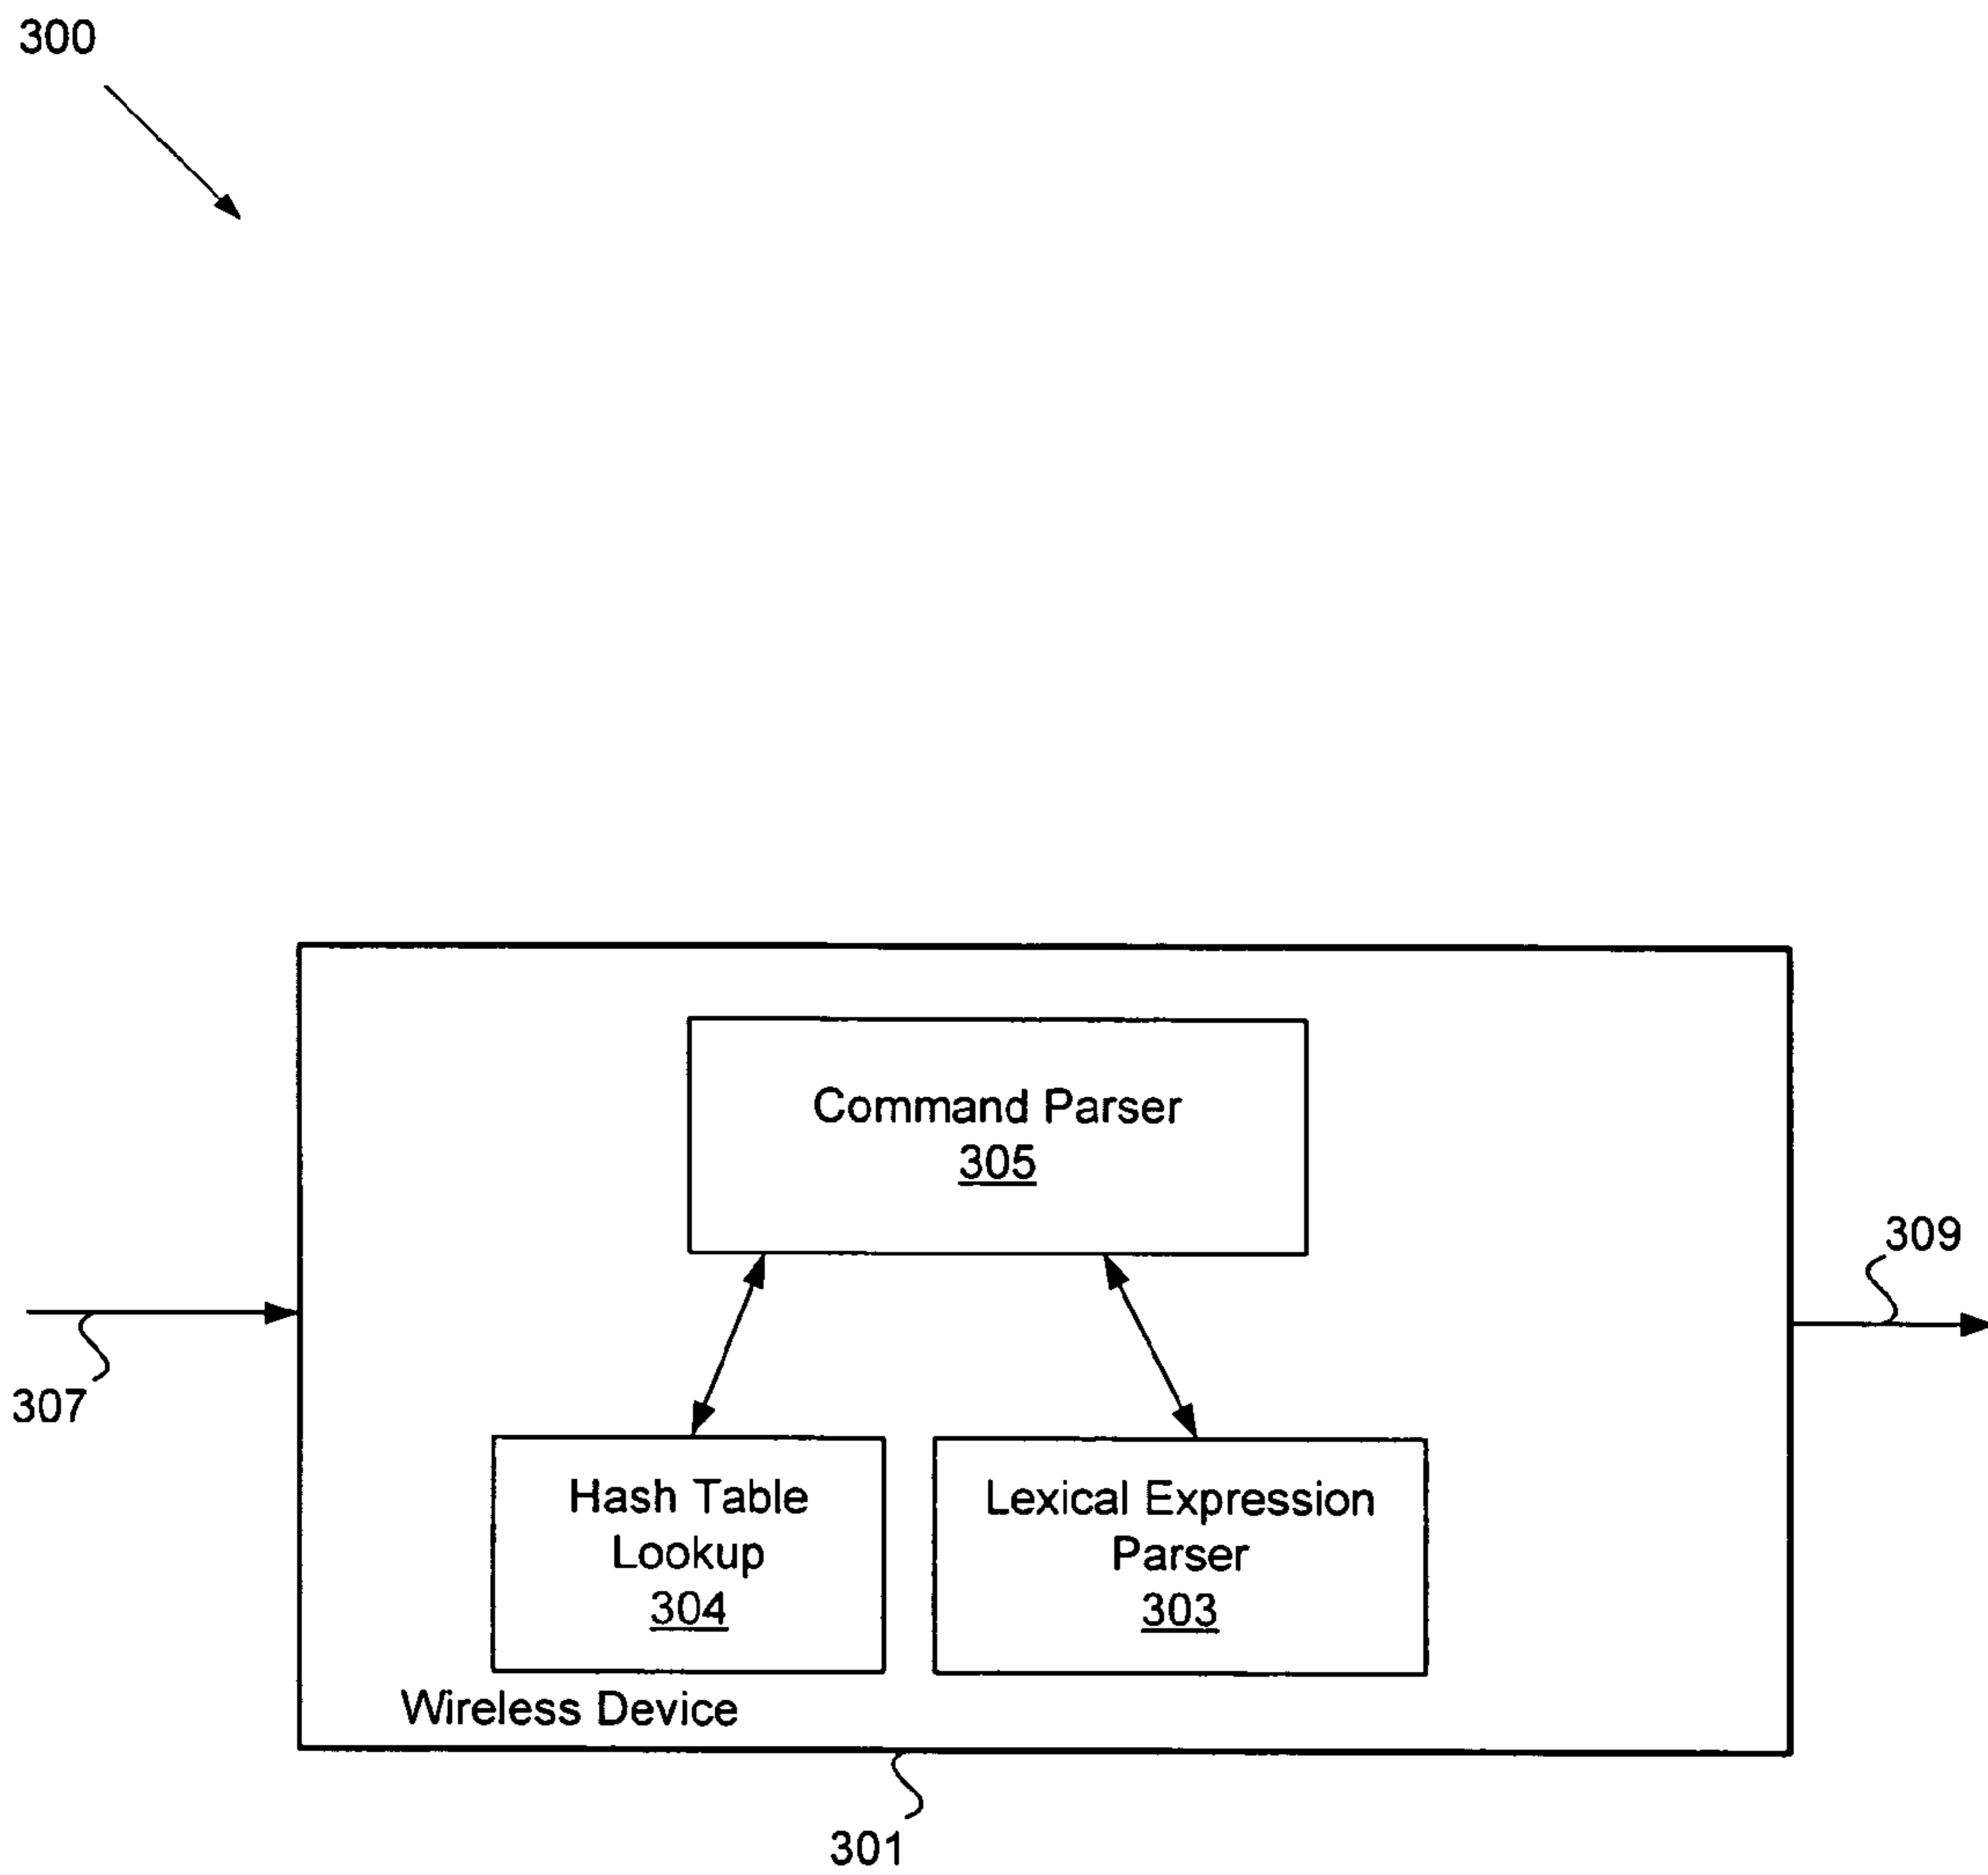 300
Command Parser
305
309
307
Hash Table
Lookup
304
Lexical Expression
Parser
303
Wireless Device
301